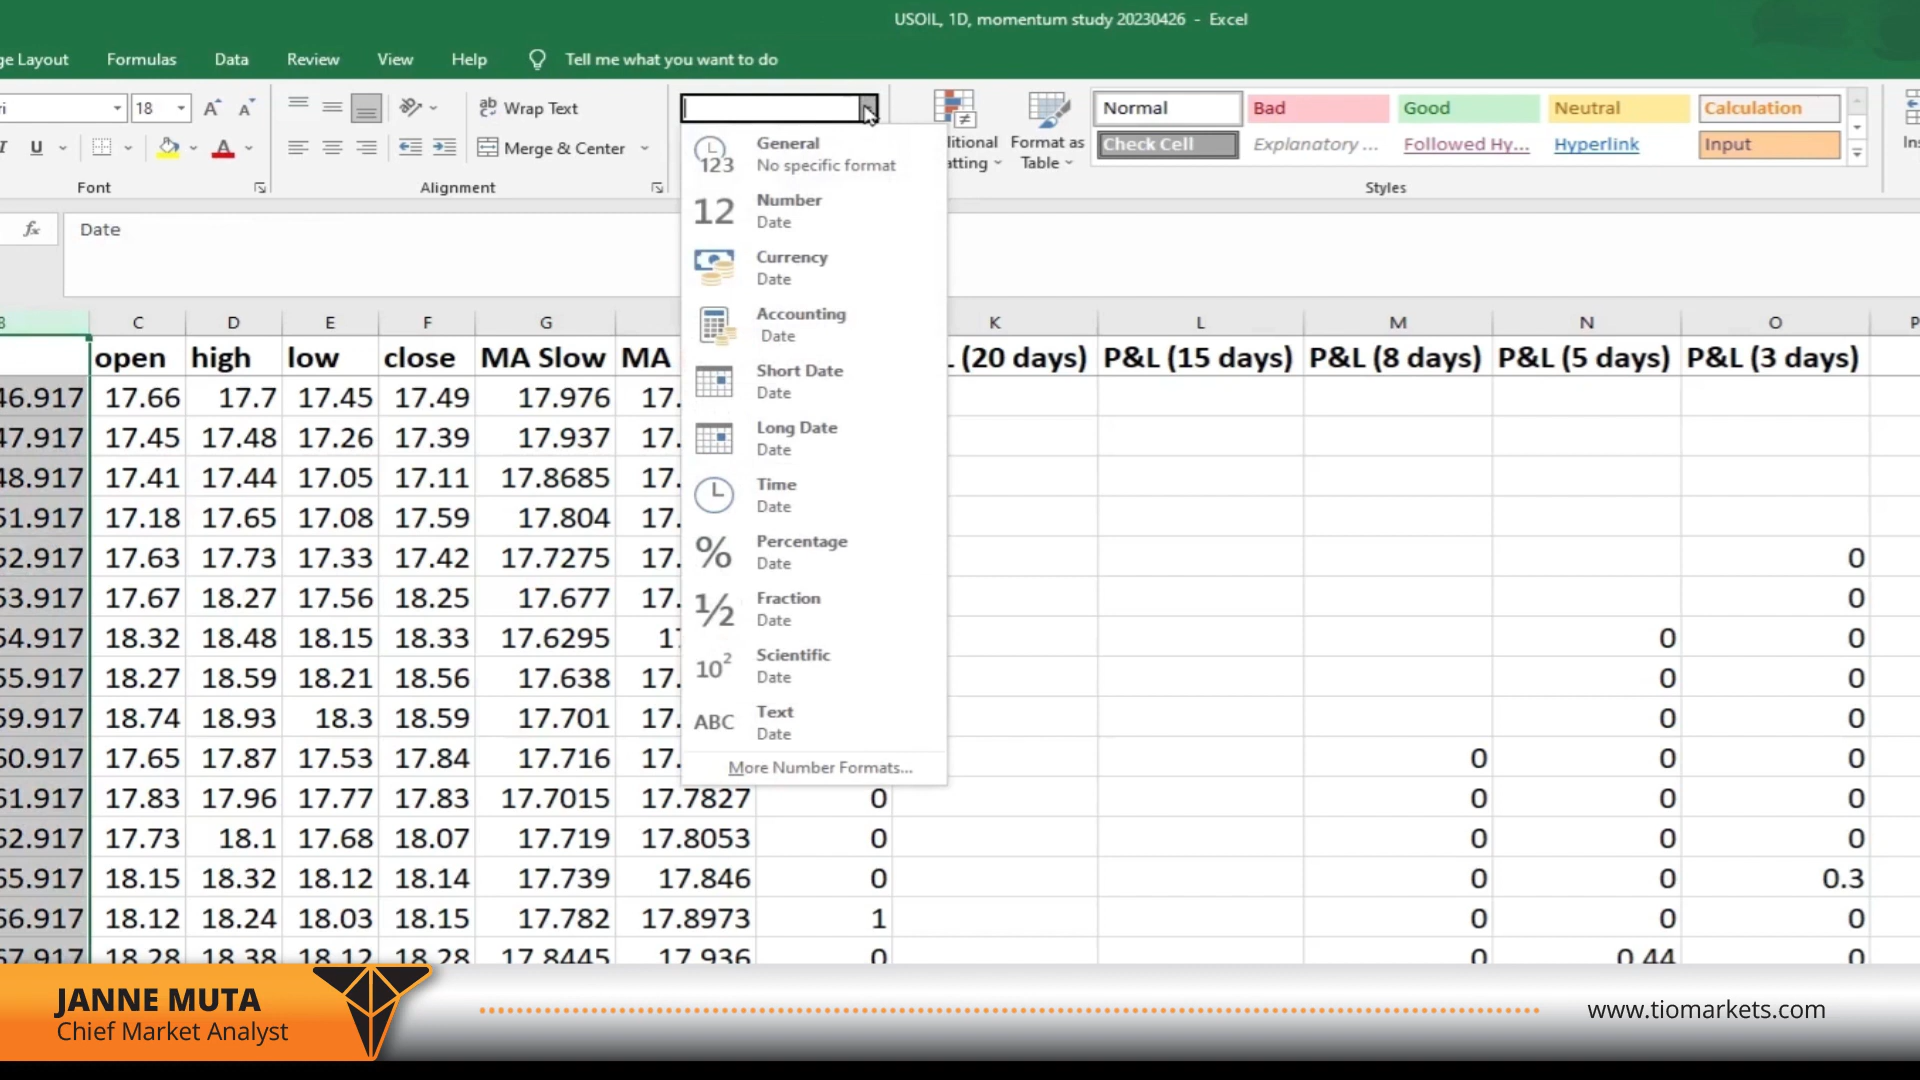 USOIL, 1D, momentum study 20230426 - Excel
ge Layout Formulas Data Review View Help Tell me what you want to do
18 Wrap Text Normal Bad Good Neutral Calculation
U Merge & Center Format as Table Check Cell Explanatory ... Followed Hy... Hyperlink Input
Font Alignment Styles
fx Date
General
No specific format
Number
Date
Currency
Date
Accounting
Date
Short Date
Date
Long Date
Date
Time
Date
Percentage
Date
Fraction
Date
Scientific
Date
Text
Date
More Number Formats...
C D E F G K L M N O P
open high low close MA Slow MA (20 days) P&L (15 days) P&L (8 days) P&L (5 days) P&L (3 days)
46.917 17.66 17.7 17.45 17.49 17.976 17.
47.917 17.45 17.48 17.26 17.39 17.937 17.
48.917 17.41 17.44 17.05 17.11 17.8685 17.
51.917 17.18 17.65 17.08 17.59 17.804 17.
52.917 17.63 17.73 17.33 17.42 17.7275 17. 0
53.917 17.67 18.27 17.56 18.25 17.677 17. 0
54.917 18.32 18.48 18.15 18.33 17.6295 17 0 0
55.917 18.27 18.59 18.21 18.56 17.638 17. 0 0
59.917 18.74 18.93 18.3 18.59 17.701 17. 0 0
60.917 17.65 17.87 17.53 17.84 17.716 17. 0 0 0
61.917 17.83 17.96 17.77 17.83 17.7015 17.7827 0 0 0 0
62.917 17.73 18.1 17.68 18.07 17.719 17.8053 0 0 0 0
65.917 18.15 18.32 18.12 18.14 17.739 17.846 0 0 0 0.3
66.917 18.12 18.24 18.03 18.15 17.782 17.8973 1 0 0 0
67.917 18.28 18.38 18.12 18.28 17.8445 17.936 0 0 0.44 0
JANNE MUTA
Chief Market Analyst
www.tiomarkets.com